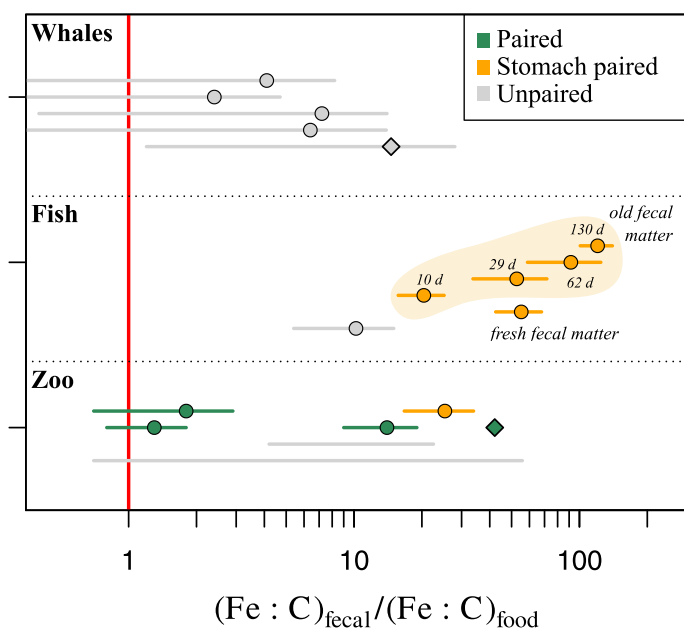 Whales
Paired
Stomach paired
Unpaired
Fish
old fecal
matter
130 d
29 d
62 d
10 d
fresh fecal matter
Zoo
1
10
100
(Fe : C)fecal/(Fe : C)food